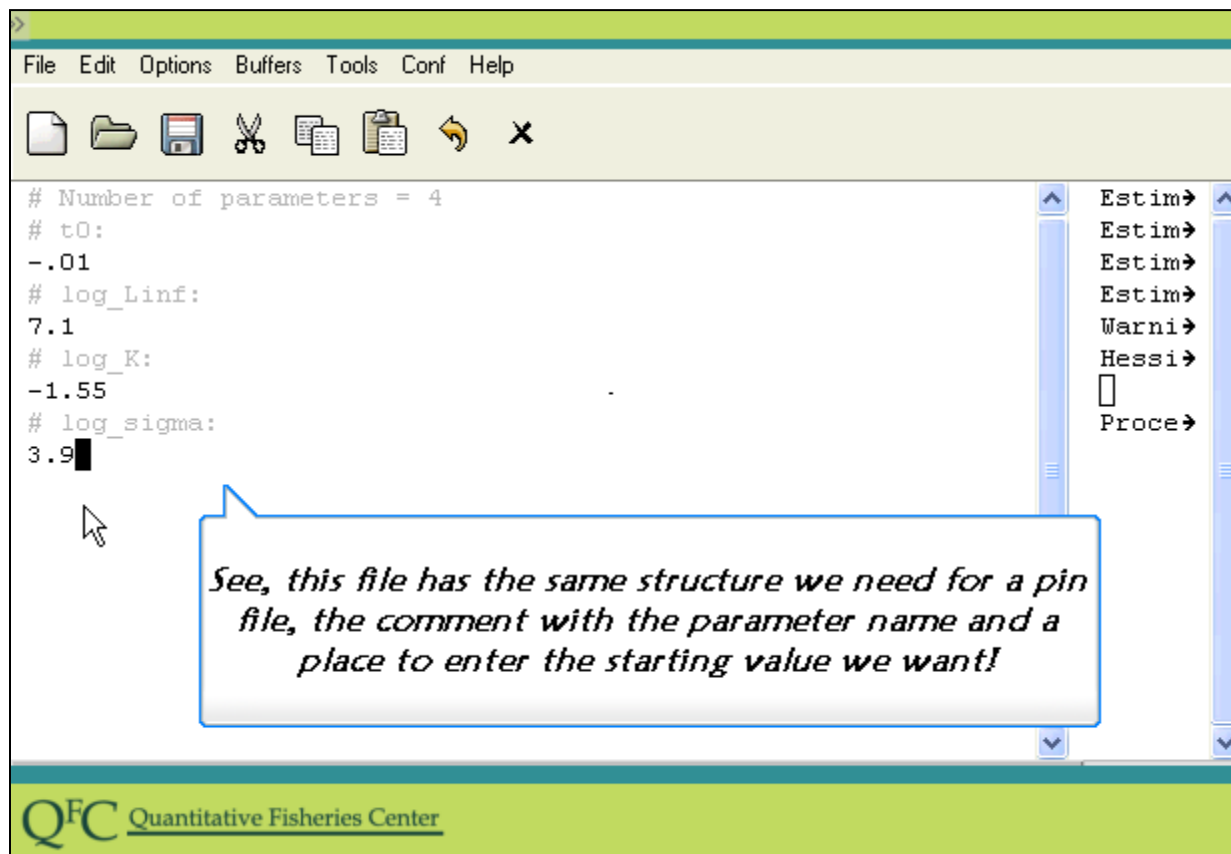 File Edit Options Buffers Tools Conf Help
# Number of parameters = 4
# t0:
-.01
# log_Linf:
7.1
# log_K:
-1.55
# log_sigma:
3.9
Estim
Estim
Estim
Estim
Warni
Hessi
Proce
See, this file has the same structure we need for a pin
file, the comment with the parameter name and a
place to enter the starting value we want!
QFC Quantitative Fisheries Center